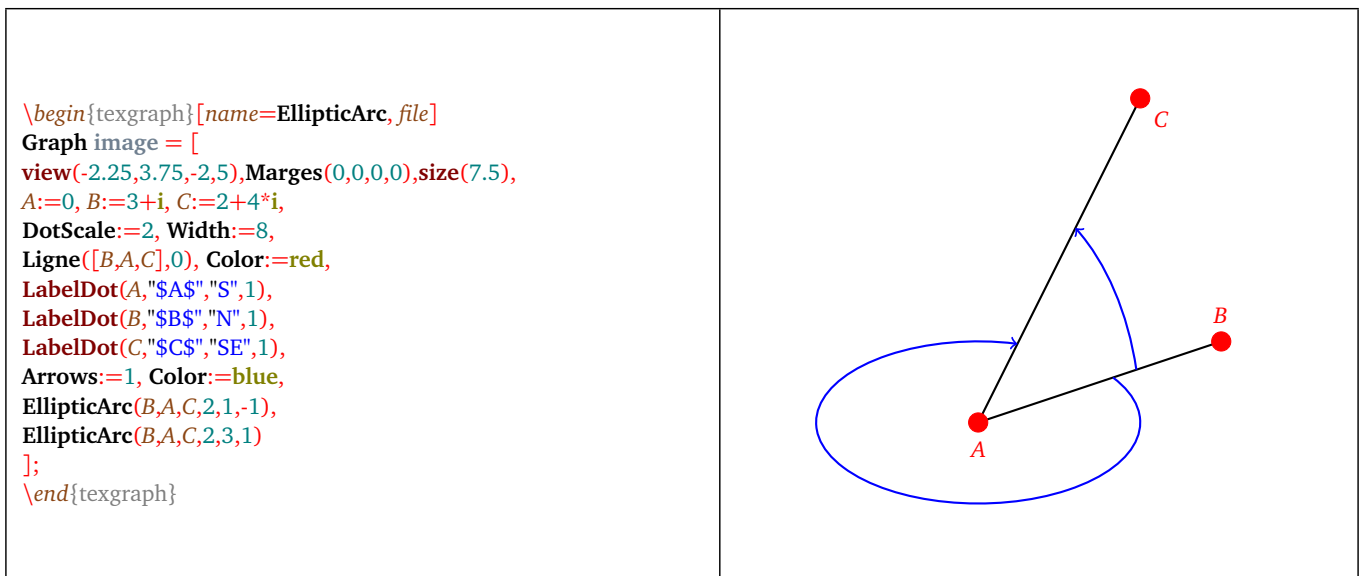 \begin{texgraph}[name=EllipticArc, file]
Graph image = [
view(-2.25,3.75,-2,5),Marges(0,0,0,0),size(7.5),
A:=0, B:=3+i, C:=2+4*i,
DotScale:=2, Width:=8,
Ligne([B,A,C],0), Color:=red,
LabelDot(A,"$A$","S",1),
LabelDot(B,"$B$","N",1),
LabelDot(C,"$C$","SE",1),
Arrows:=1, Color:=blue,
EllipticArc(B,A,C,2,1,-1),
EllipticArc(B,A,C,2,3,1)
];
\end{texgraph}
C
B
A